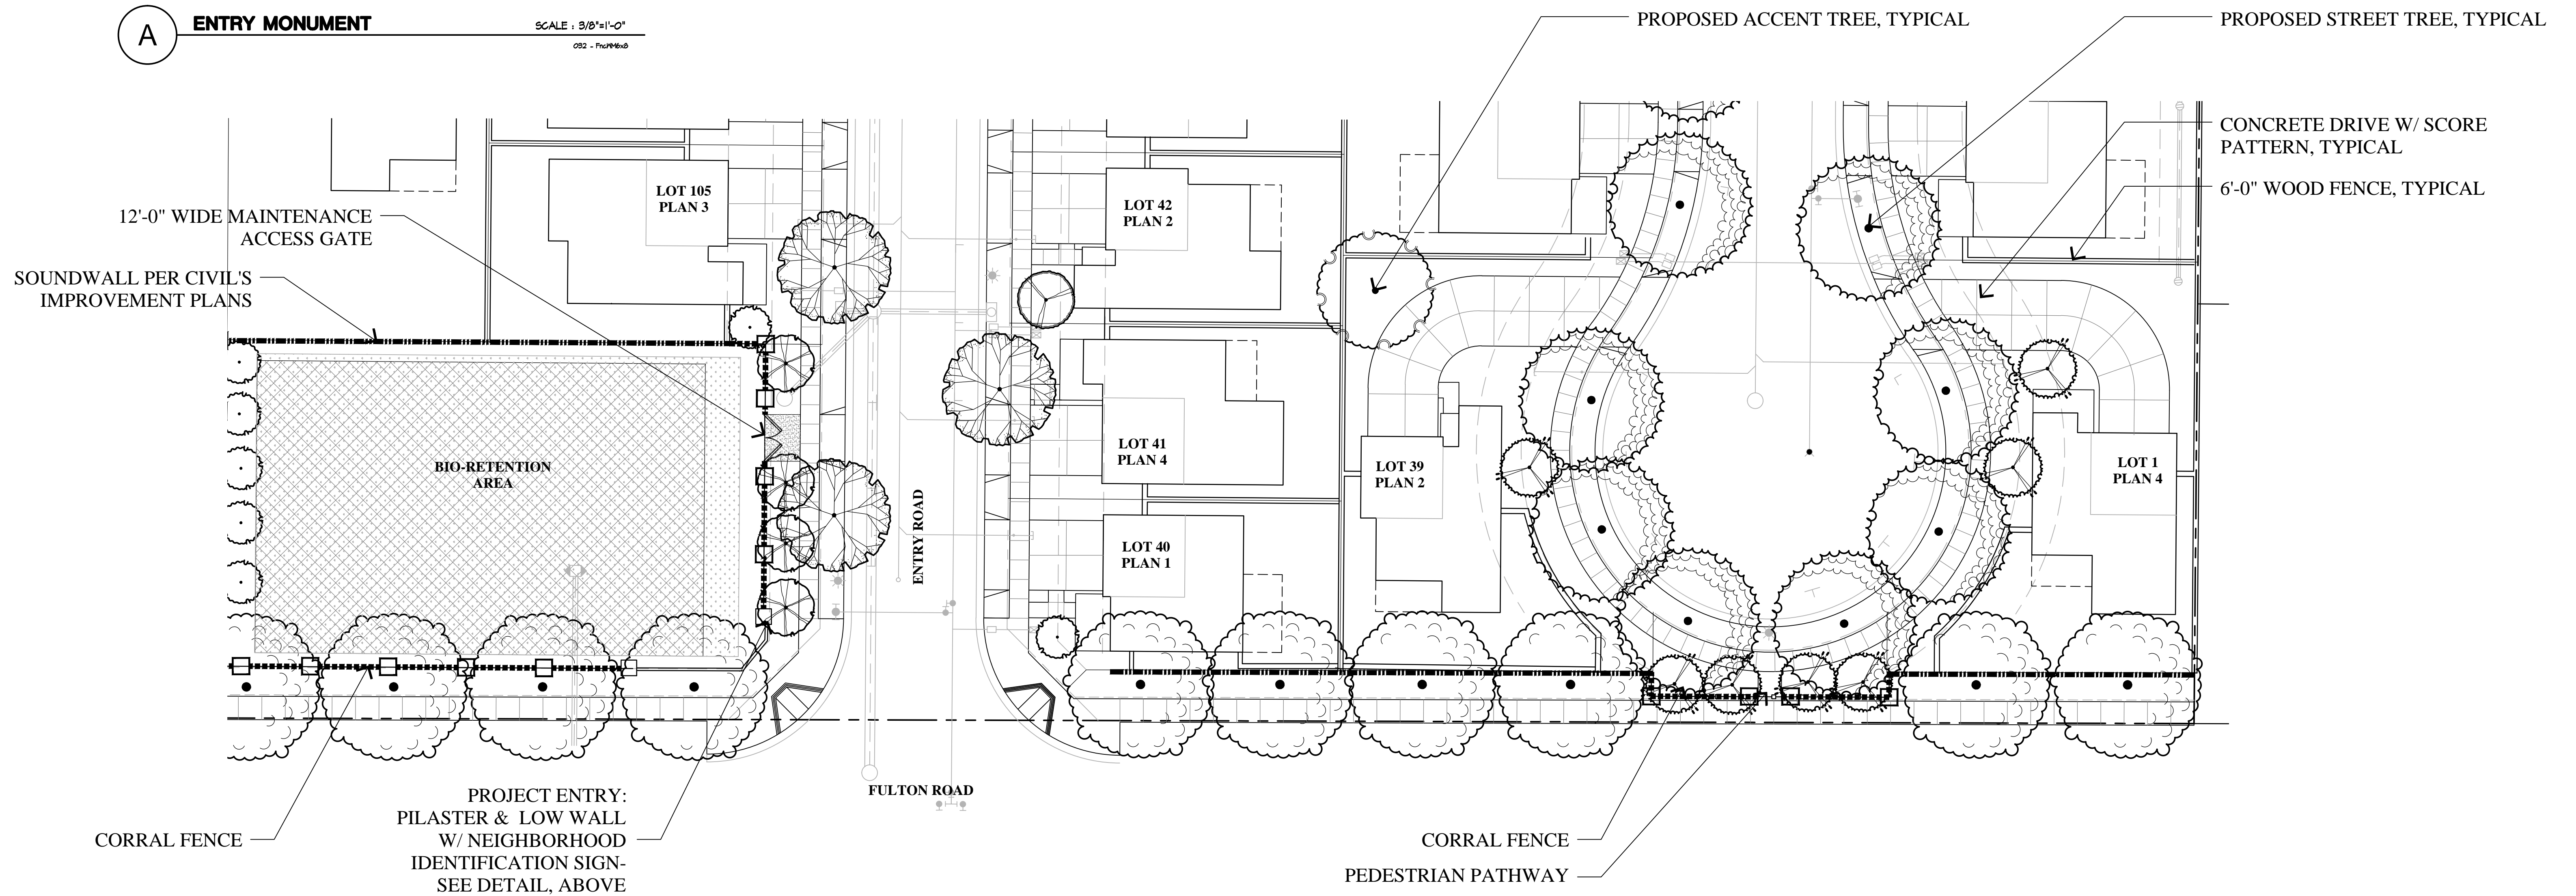 A
ENTRY MONUMENT
SCALE : 3/8"=1'-0"
032 - FncWM6x8
PROPOSED ACCENT TREE, TYPICAL
PROPOSED STREET TREE, TYPICAL
CONCRETE DRIVE W/ SCORE
PATTERN, TYPICAL
6'-0" WOOD FENCE, TYPICAL
12'-0" WIDE MAINTENANCE
ACCESS GATE
SOUNDWALL PER CIVIL'S
IMPROVEMENT PLANS
LOT 105
PLAN 3
LOT 42
PLAN 2
LOT 41
PLAN 4
LOT 40
PLAN 1
LOT 39
PLAN 2
LOT 1
PLAN 4
BIO-RETENTION
AREA
ENTRY ROAD
FULTON ROAD
CORRAL FENCE
PROJECT ENTRY:
PILASTER & LOW WALL
W/ NEIGHBORHOOD
IDENTIFICATION SIGN-
SEE DETAIL, ABOVE
CORRAL FENCE
PEDESTRIAN PATHWAY